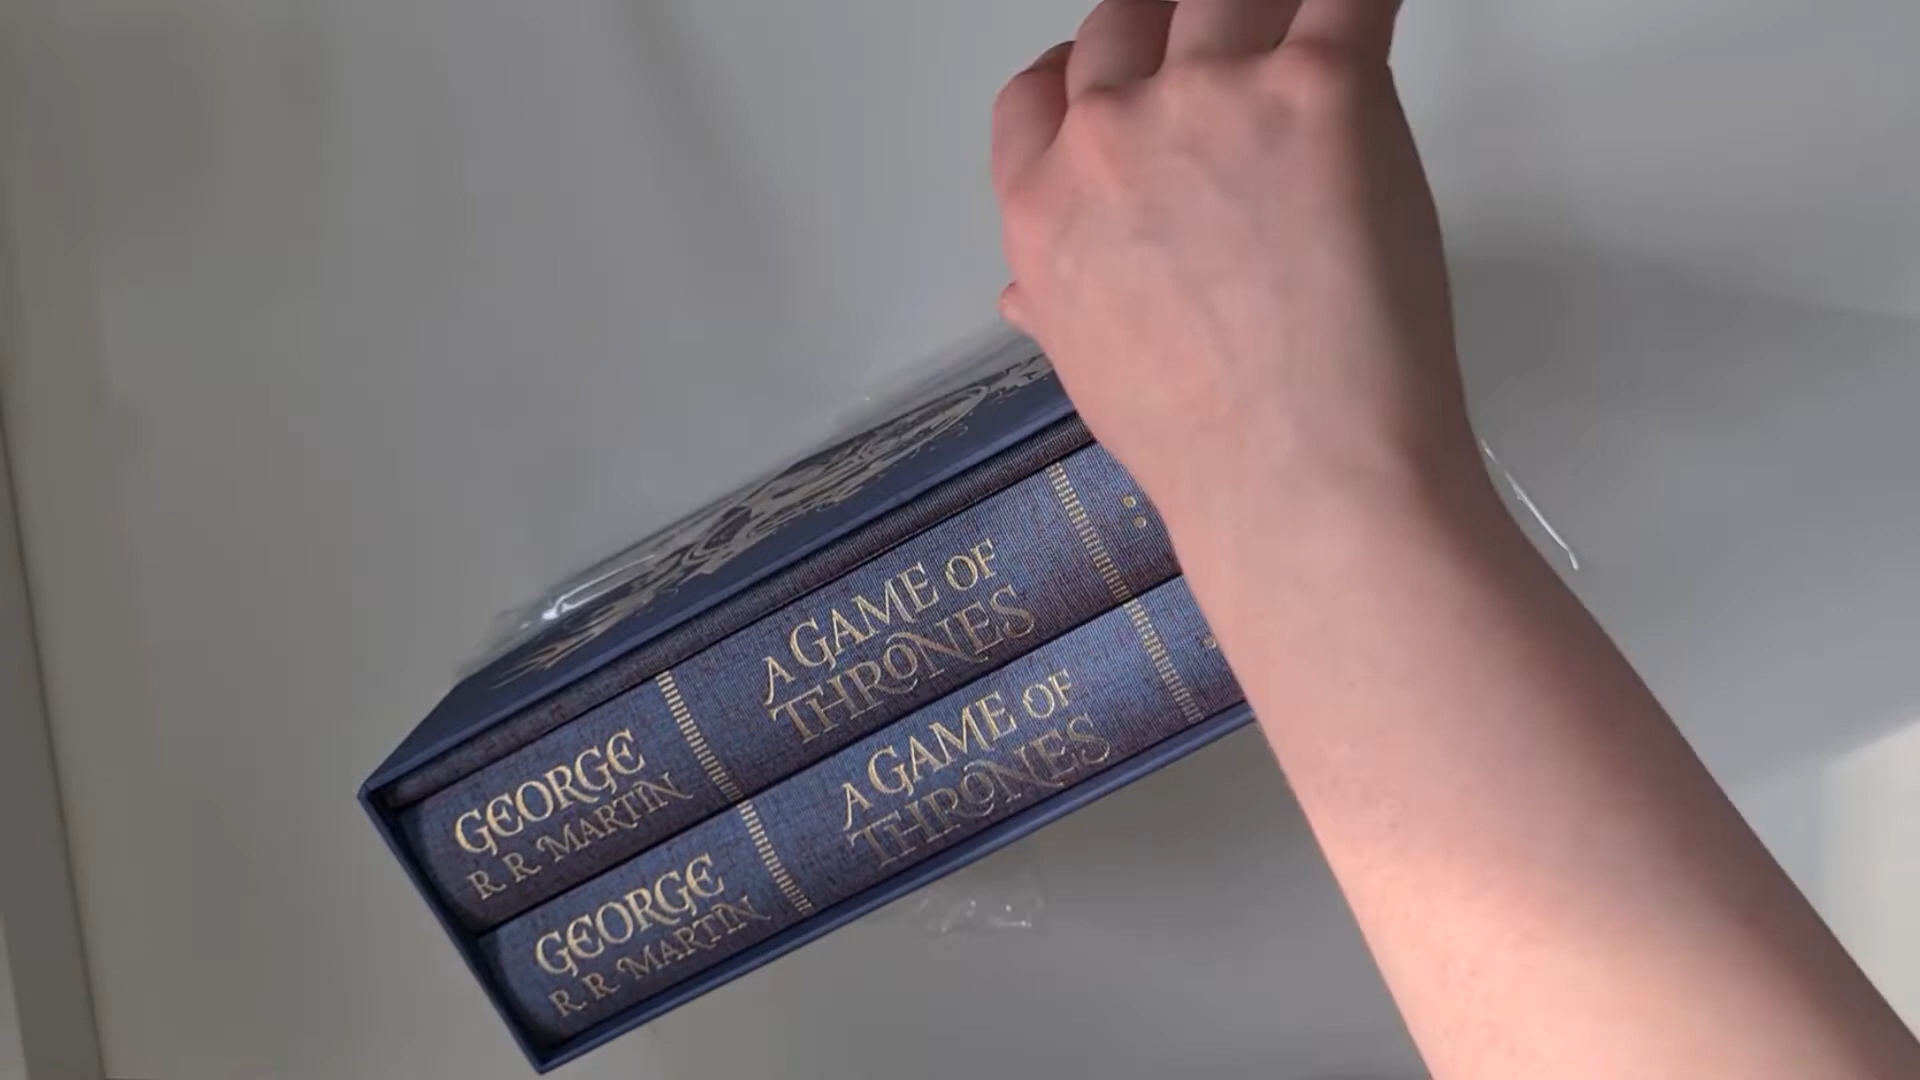 GEORGE
R. R. MARTIN
A GAME OF
THRONES
GEORGE
R. R. MARTIN
A GAME OF
THRONES